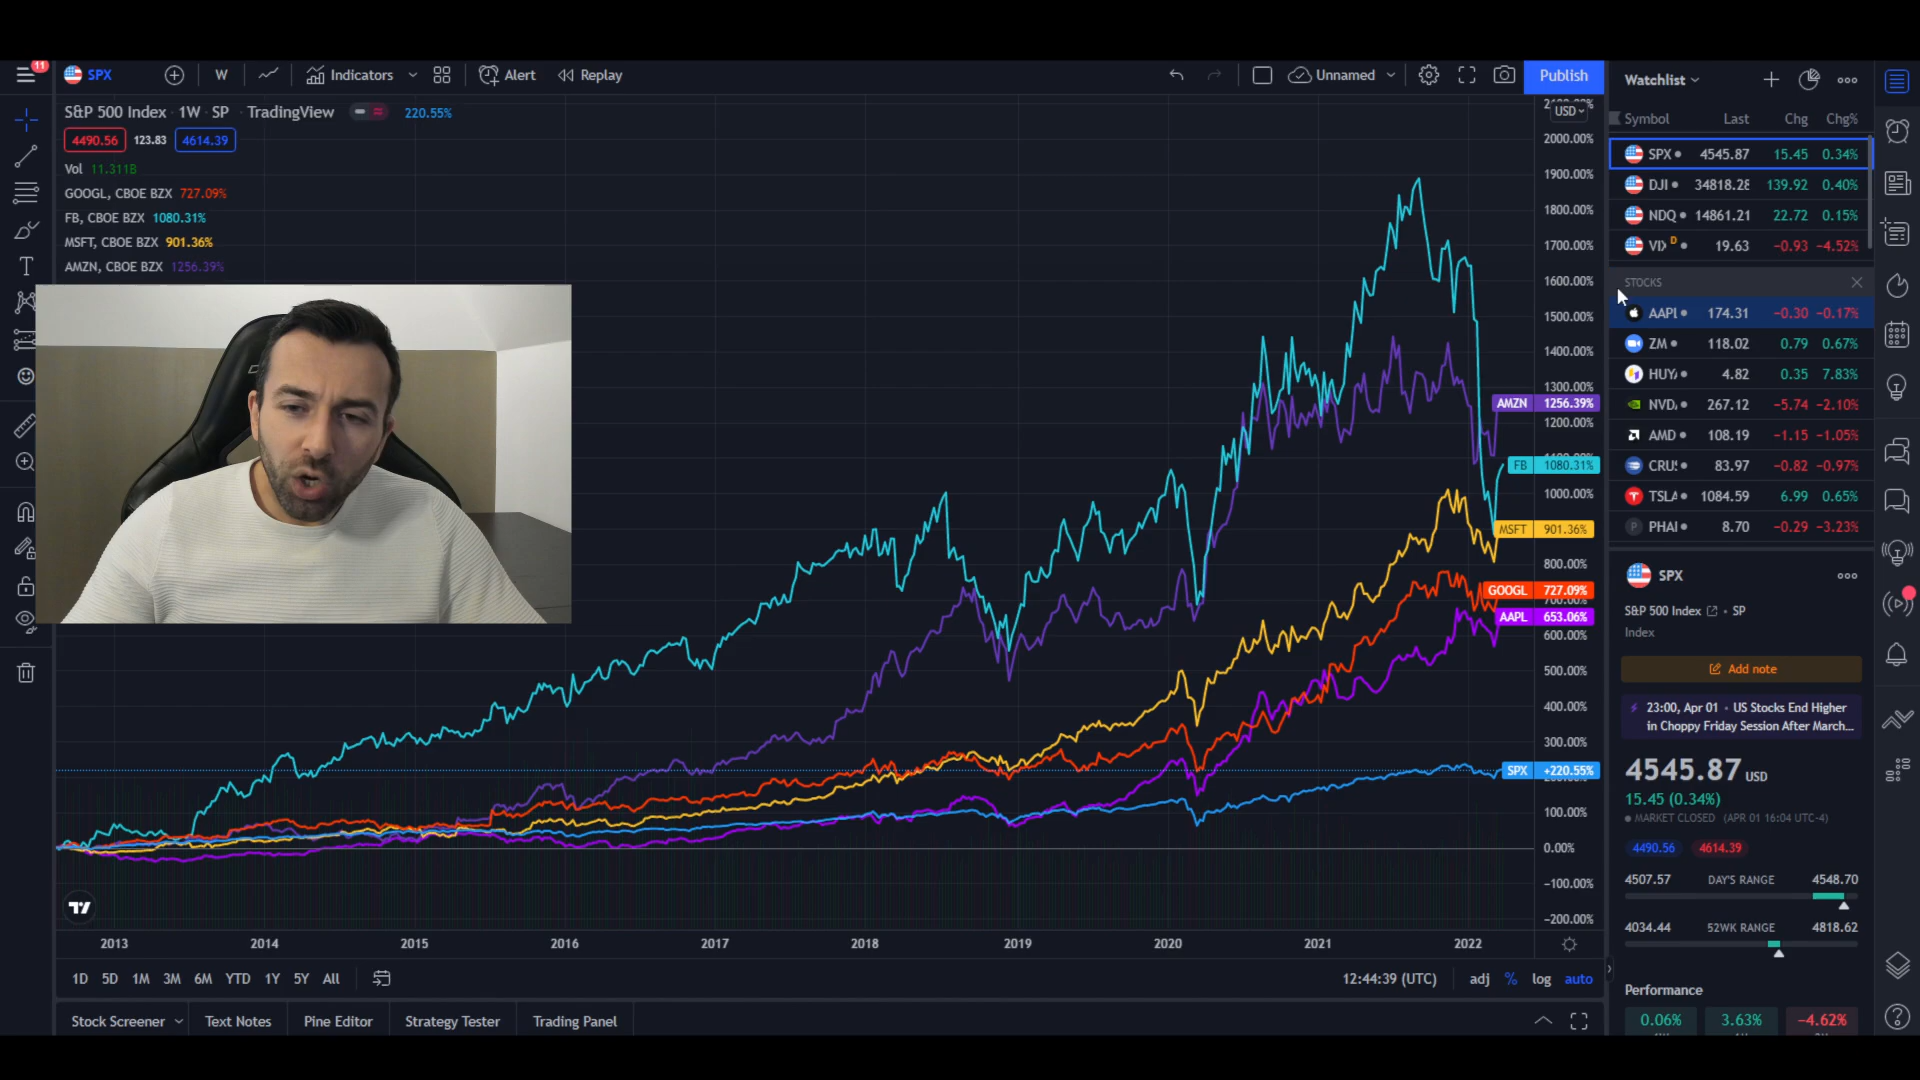 11
SPX
W
Indicators
Alert
Replay
Unnamed
Publish
S&P 500 Index · 1W · SP · TradingView
220.55%
4490.56 123.83 4614.39
Vol 11.311B
GOOGL, CBOE BZX 727.09%
FB, CBOE BZX 1080.31%
MSFT, CBOE BZX 901.36%
AMZN, CBOE BZX 1256.39%
USD
2000.00%
1900.00%
1800.00%
1700.00%
1600.00%
1500.00%
1400.00%
1300.00%
AMZN 1256.39%
1200.00%
FB 1080.31%
1000.00%
MSFT 901.36%
800.00%
GOOGL 727.09%
700.00%
AAPL 653.06%
600.00%
500.00%
400.00%
300.00%
SPX +220.55%
100.00%
0.00%
−100.00%
−200.00%
2013 2014 2015 2016 2017 2018 2019 2020 2021 2022
1D 5D 1M 3M 6M YTD 1Y 5Y All
12:44:39 (UTC) adj % log auto
Stock Screener Text Notes Pine Editor Strategy Tester Trading Panel
Watchlist
Symbol Last Chg Chg%
SPX 4545.87 15.45 0.34%
DJI 34818.28 139.92 0.40%
NDQ 14861.21 22.72 0.15%
VIX D 19.63 −0.93 −4.52%
STOCKS
AAPL 174.31 −0.30 −0.17%
ZM 118.02 0.79 0.67%
HUYA 4.82 0.35 7.83%
NVDA 267.12 −5.74 −2.10%
AMD 108.19 −1.15 −1.05%
CRUS 83.97 −0.82 −0.97%
TSLA 1084.59 6.99 0.65%
P PHAR 8.70 −0.29 −3.23%
SPX
S&P 500 Index • SP
Index
Add note
23:00, Apr 01 • US Stocks End Higher
in Choppy Friday Session After March...
4545.87 USD
15.45 (0.34%)
MARKET CLOSED (APR 01 16:04 UTC-4)
4490.56 4614.39
4507.57 DAY'S RANGE 4548.70
4034.44 52WK RANGE 4818.62
Performance
0.06% 3.63% −4.62%